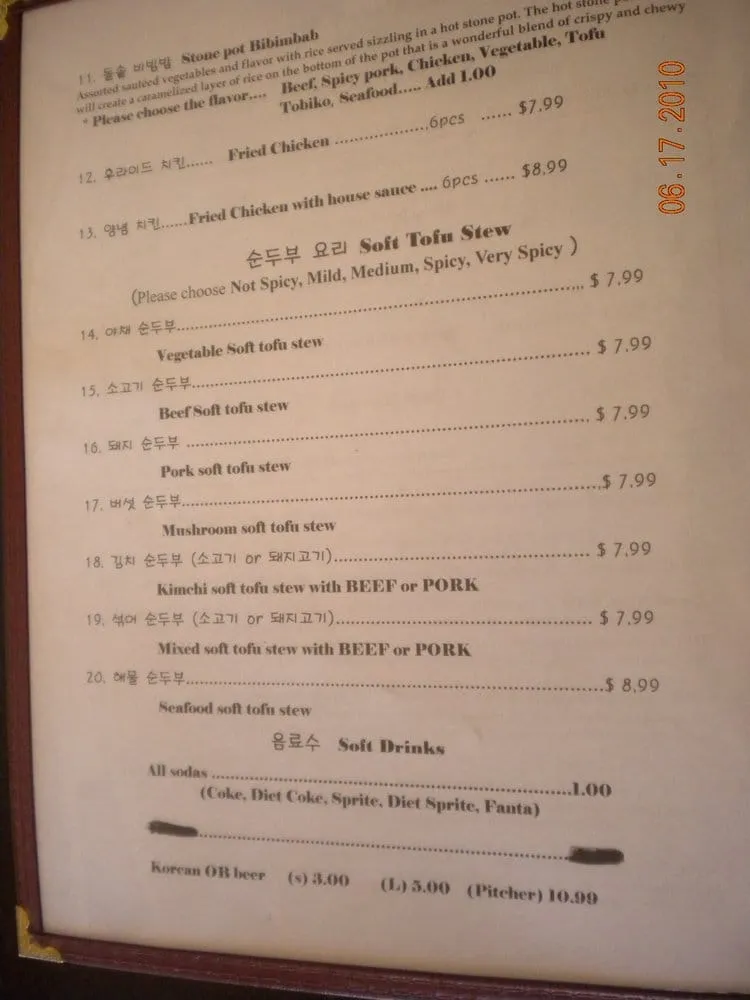 11. 돌솥 비빔밥 Stone pot Bibimbab
Assorted sauteed vegetables and flavor with rice served sizzling in a hot stone pot. The hot stone
will create a caramelized layer of rice on the bottom of the pot that is a wonderful blend of crispy and chewy
* Please choose the flavor.... Beef, Spicy pork, Chicken, Vegetable, Tofu
Tobiko, Seafood..... Add 1.00
12. 후라이드 치킨...... Fried Chicken ......................6pcs ...... $7.99
13. 양념 치킨......Fried Chicken with house sauce .... 6pcs ...... $8.99
순두부 요리 Soft Tofu Stew
(Please choose Not Spicy, Mild, Medium, Spicy, Very Spicy )
14. 야채 순두부.......................................................................... $ 7.99
Vegetable Soft tofu stew
15. 소고기 순두부....................................................................... $ 7.99
Beef Soft tofu stew
16. 돼지 순두부 ......................................................................... $ 7.99
Pork soft tofu stew
17. 버섯 순두부..........................................................................$ 7.99
Mushroom soft tofu stew
18. 김치 순두부 (소고기 or 돼지고기).............................................. $ 7.99
Kimchi soft tofu stew with BEEF or PORK
19. 섞어 순두부 (소고기 or 돼지고기).............................................. $ 7.99
Mixed soft tofu stew with BEEF or PORK
20. 해물 순두부..........................................................................$ 8.99
Seafood soft tofu stew
음료수 Soft Drinks
All sodas ................................................................1.00
(Coke, Diet Coke, Sprite, Diet Sprite, Fanta)
Korean OB beer (s) 3.00 (L) 5.00 (Pitcher) 10.99
06.17.2010